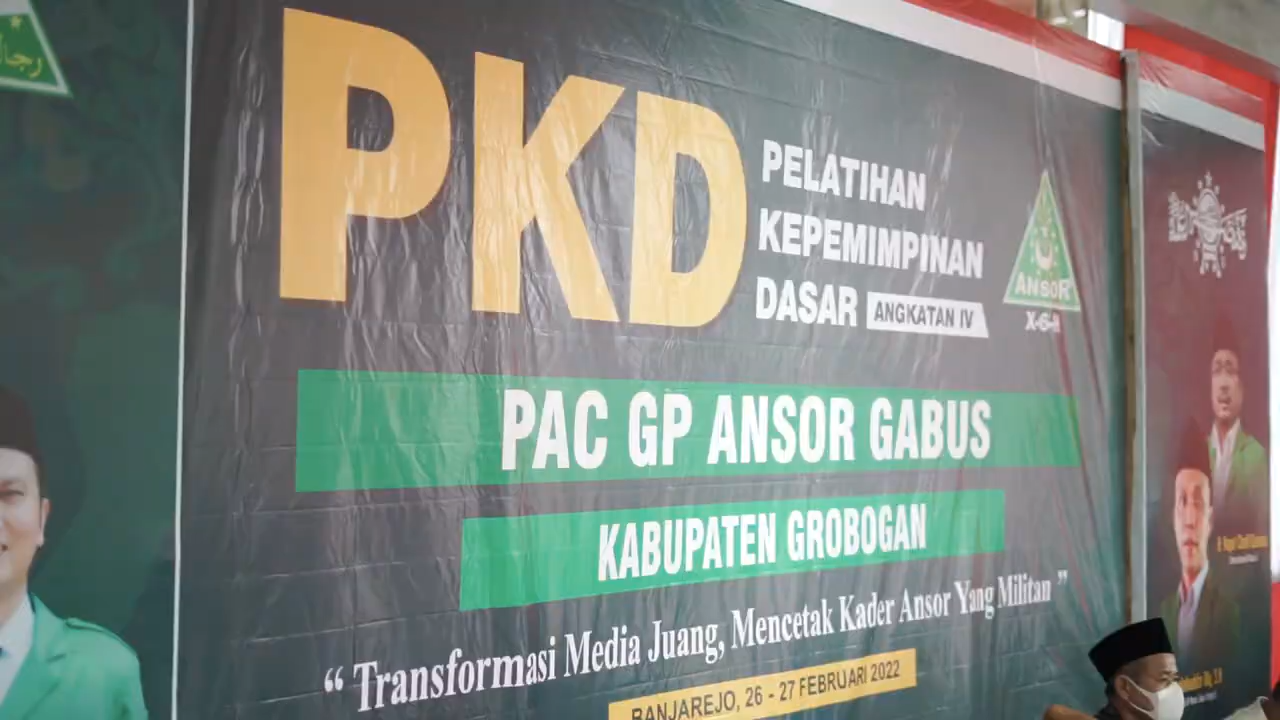 PKD
PELATIHAN
KEPEMIMPINAN
DASAR ANGKATAN IV
ANSOR
PAC GP ANSOR GABUS
KABUPATEN GROBOGAN
“ Transformasi Media Juang, Mencetak Kader Ansor Yang Militan ”
BANJAREJO, 26 - 27 FEBRUARI 2022